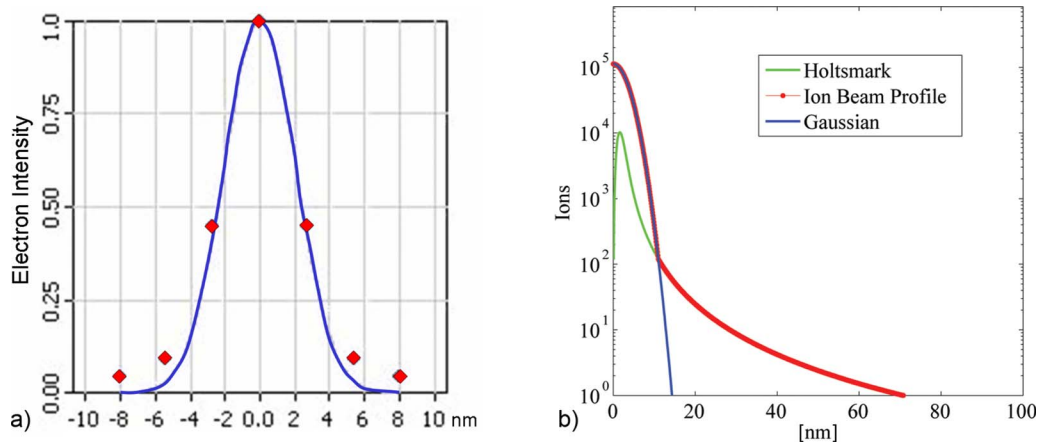 Electron Intensity
1.0
0.75
0.50
0.25
0.00
-10 -8 -6 -4 -2 0.0 2 4 6 8 10 nm
a)
Ions
10^5
10^4
10^3
10^2
10^1
10^0
0 20 40 60 80 100
[nm]
Holtsmark
Ion Beam Profile
Gaussian
b)